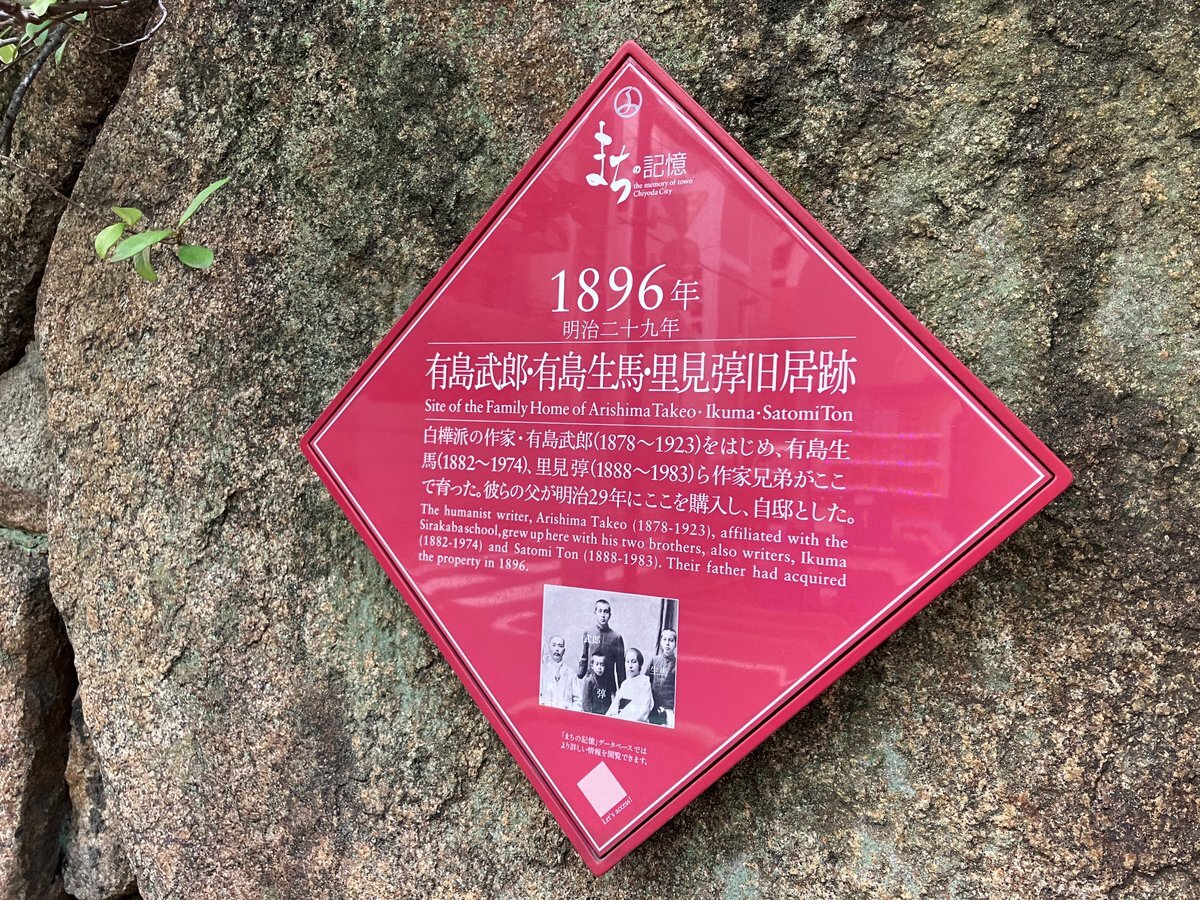 まちの記憶
the memory of town
Chiyoda City
1896年
明治二十九年
有島武郎・有島生馬・里見弴旧居跡
Site of the Family Home of Arishima Takeo · Ikuma · Satomi Ton
白樺派の作家・有島武郎(1878〜1923)をはじめ、有島生
馬(1882〜1974)、里見弴(1888〜1983)ら作家兄弟がここ
で育った。彼らの父が明治29年にここを購入し、自邸とした。
The humanist writer, Arishima Takeo (1878-1923), affiliated with the
Sirakaba school, grew up here with his two brothers, also writers, Ikuma
(1882-1974) and Satomi Ton (1888-1983). Their father had acquired
the property in 1896.
武郎
生馬
弴
「まちの記憶」データベースでは
より詳しい情報を閲覧できます。
Let's access!